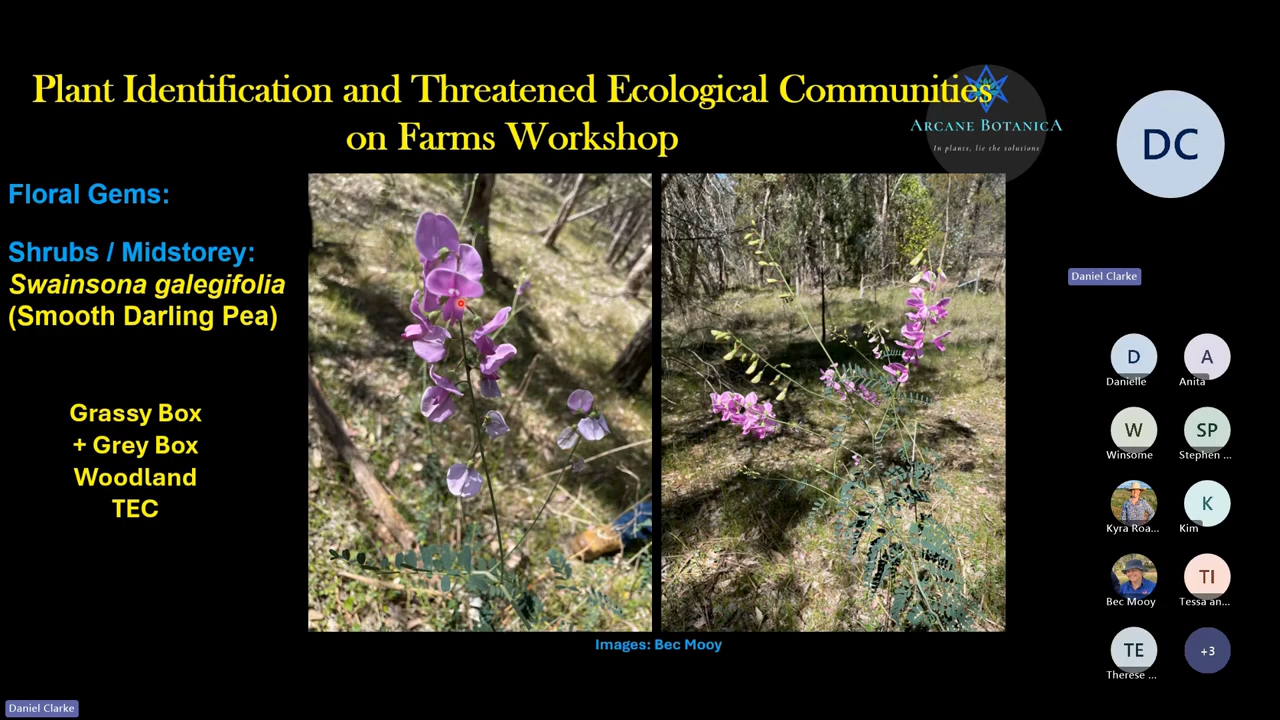 Plant Identification and Threatened Ecological Communities
on Farms Workshop
ARCANE BOTANICA
In plants, lie the solutions
Floral Gems:
Shrubs / Midstorey:
Swainsona galegifolia
(Smooth Darling Pea)
Grassy Box
+ Grey Box
Woodland
TEC
Images: Bec Mooy
Daniel Clarke
DC
Daniel Clarke
D
Danielle
A
Anita
W
Winsome
SP
Stephen ...
Kyra Roa...
K
Kim
Bec Mooy
TI
Tessa an...
TE
Therese ...
+3